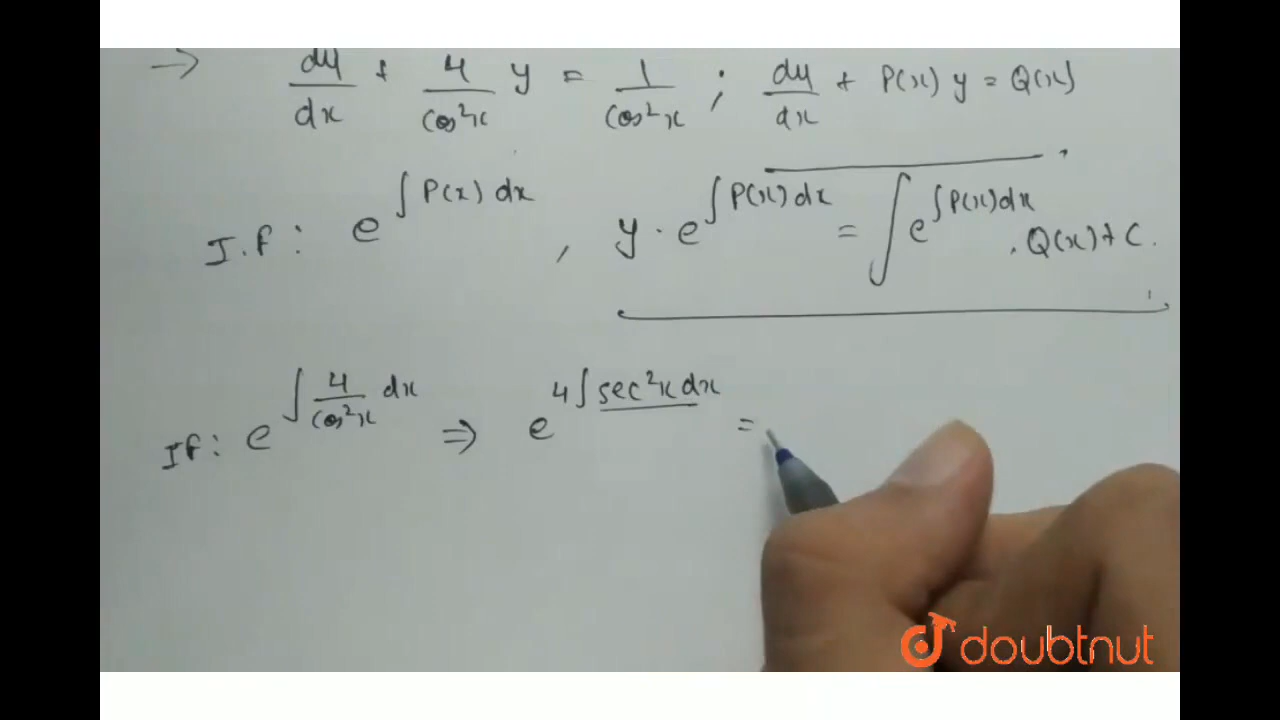 → dy/dx + 4/cos²x y = 1/cos²x ; dy/dx + P(x) y = Q(x)
I.f : e^∫P(x) dx , y · e^∫P(x)dx = ∫e^∫P(x)dx . Q(x) + C .
If : e^∫4/cos²x dx ⇒ e^4∫sec²x dx =
doubtnut